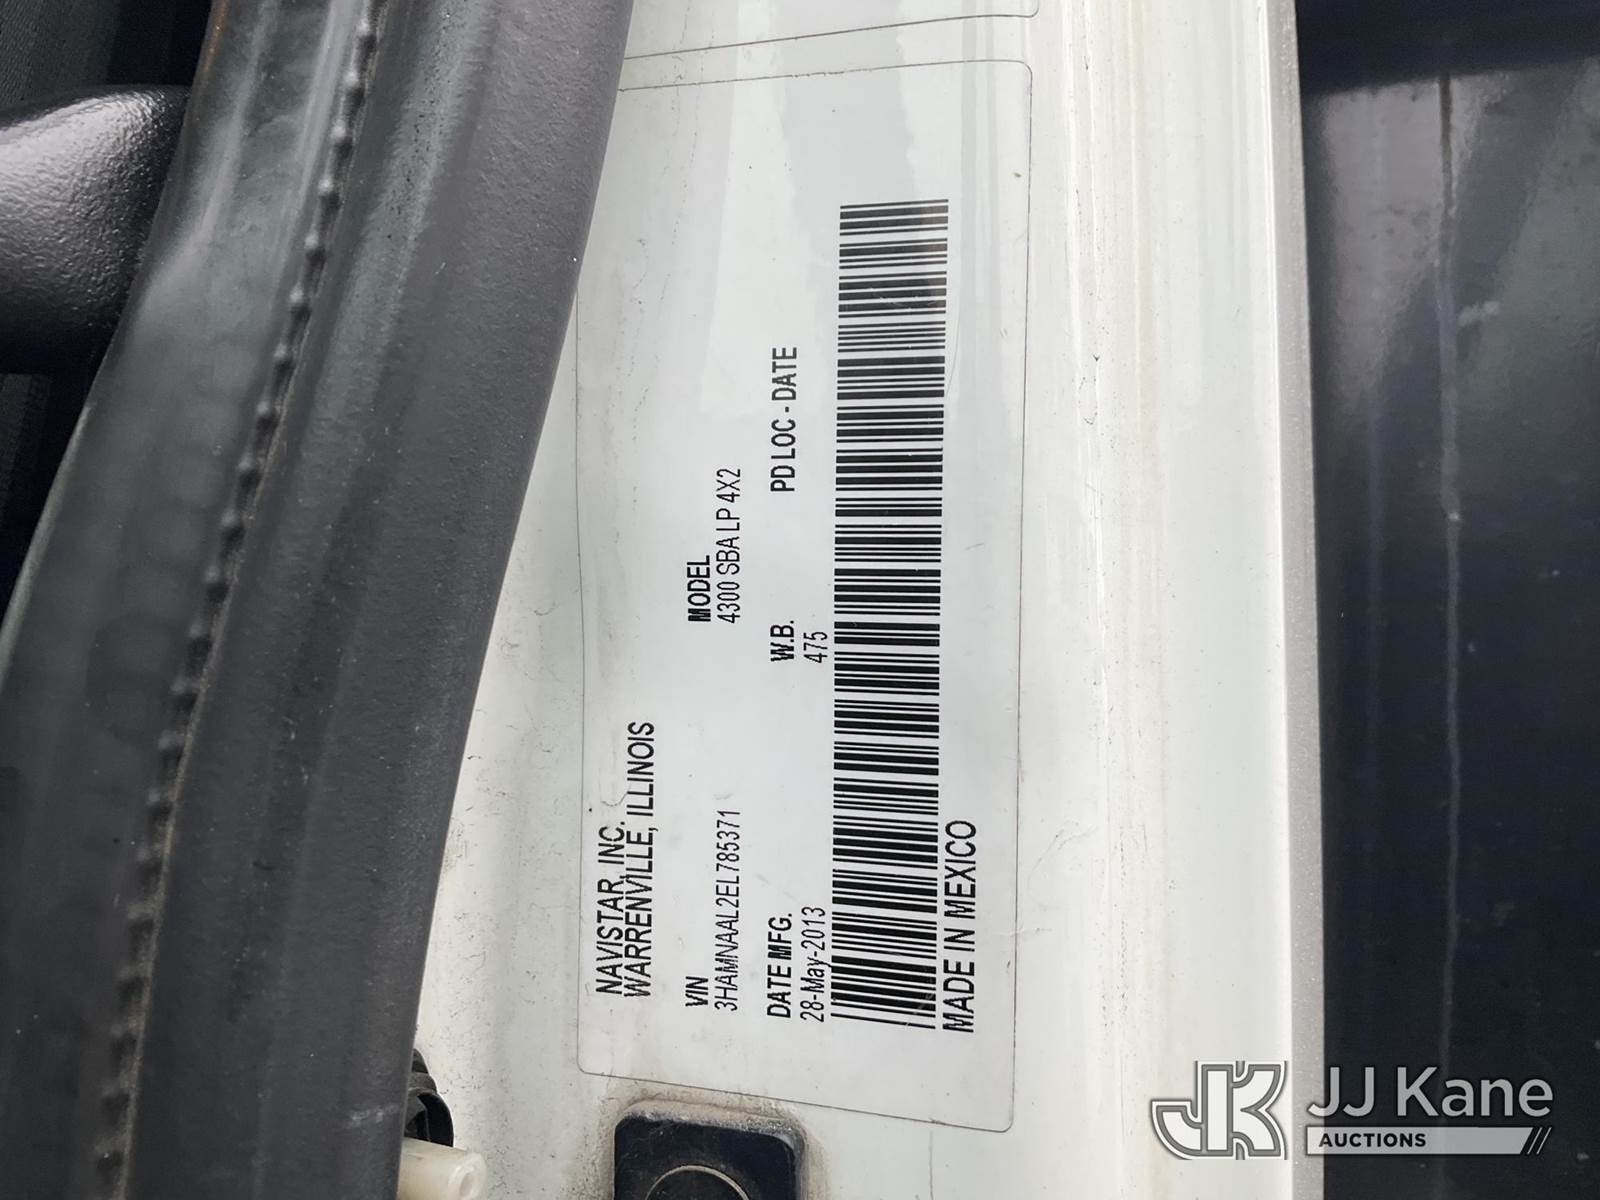 NAVISTAR, INC.
WARRENVILLE, ILLINOIS
VIN
3HAMNAAL2EL785371
MODEL
4300 SBA LP 4X2
DATE MFG.
28-May-2013
W.B.
475
PD LOC - DATE
MADE IN MEXICO
JK
JJ Kane
AUCTIONS